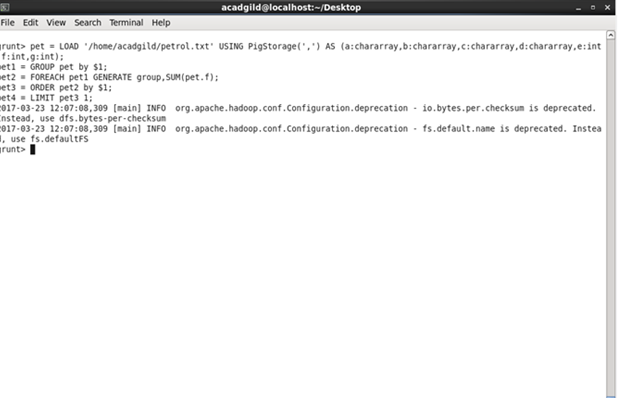 acadgild@localhost:~/Desktop
File Edit View Search Terminal Help
grunt> pet = LOAD '/home/acadgild/petrol.txt' USING PigStorage(',') AS (a:chararray,b:chararray,c:chararray,d:chararray,e:int
,f:int,g:int);
pet1 = GROUP pet by $1;
pet2 = FOREACH pet1 GENERATE group,SUM(pet.f);
pet3 = ORDER pet2 by $1;
pet4 = LIMIT pet3 1;
2017-03-23 12:07:08,309 [main] INFO  org.apache.hadoop.conf.Configuration.deprecation - io.bytes.per.checksum is deprecated.
Instead, use dfs.bytes-per-checksum
2017-03-23 12:07:08,309 [main] INFO  org.apache.hadoop.conf.Configuration.deprecation - fs.default.name is deprecated. Instea
d, use fs.defaultFS
grunt>